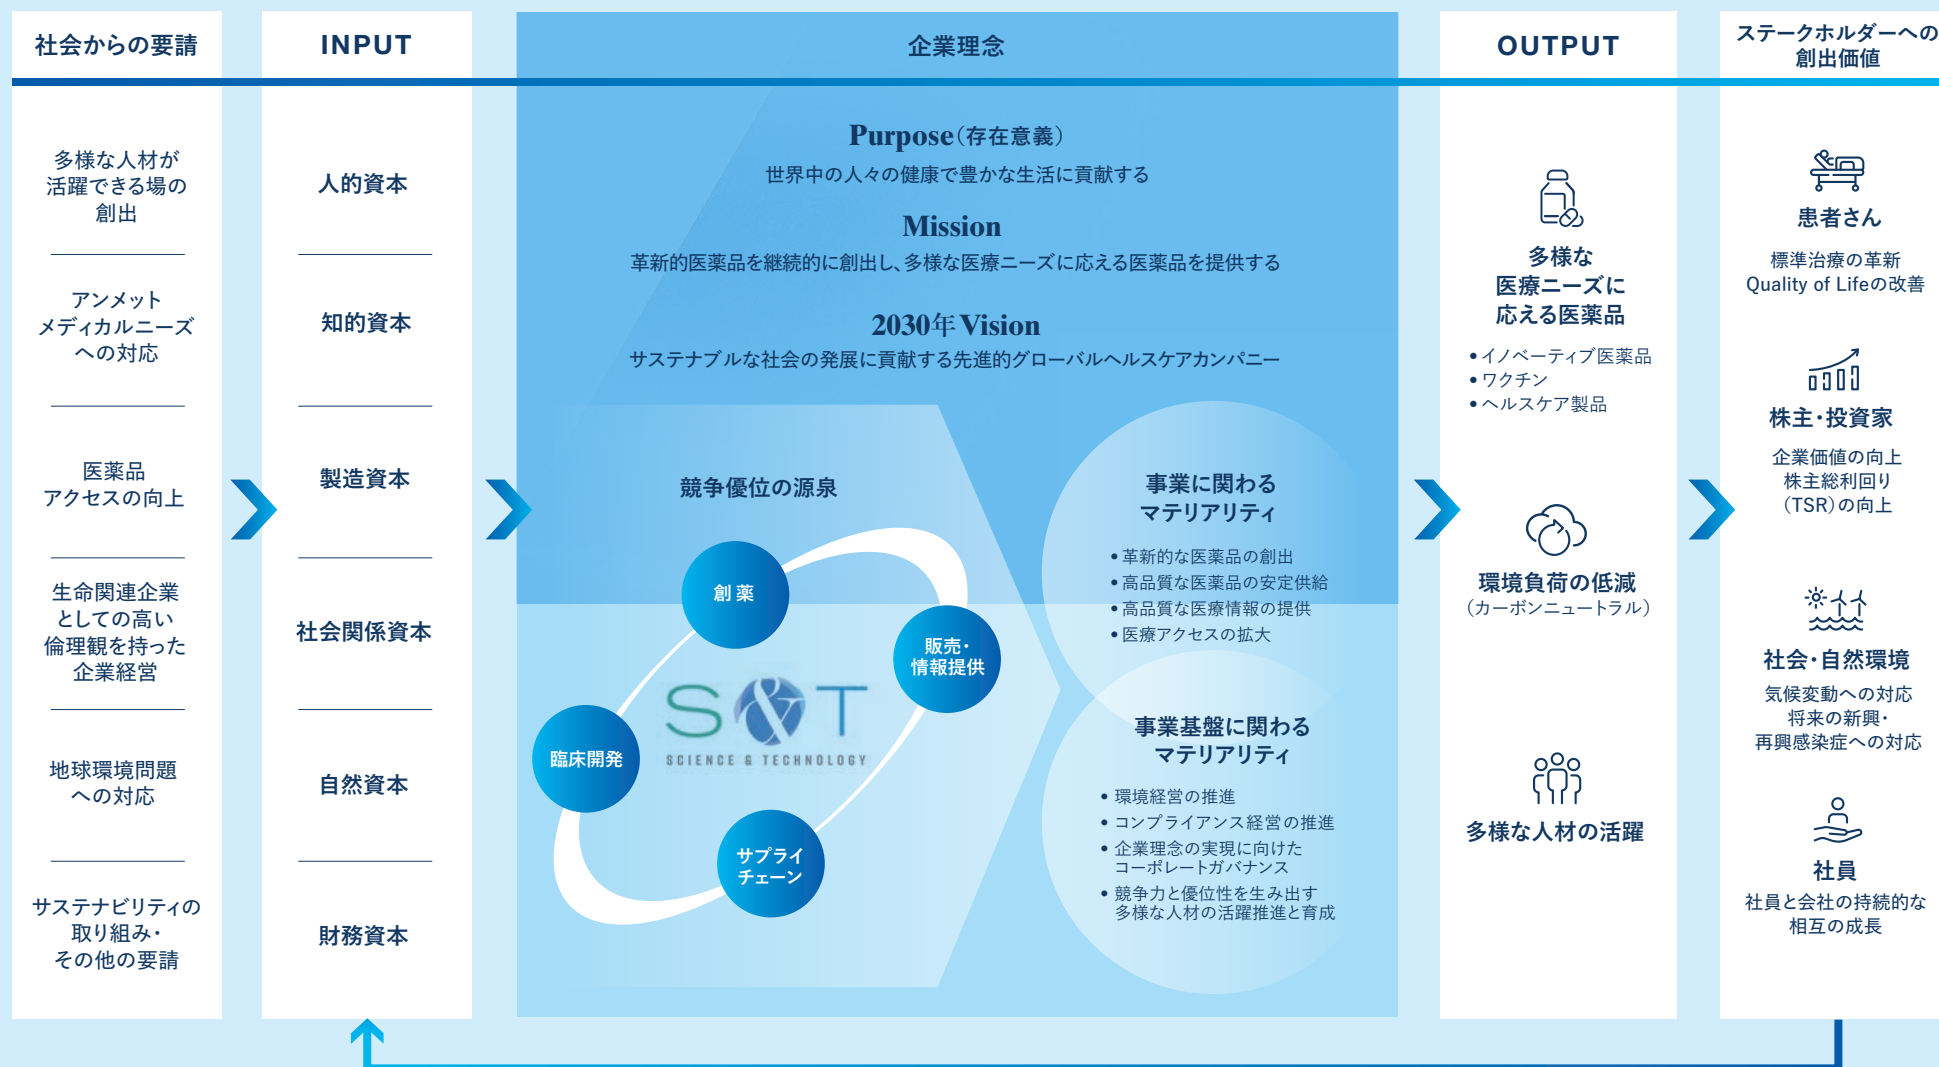 社会からの要請
多様な人材が
活躍できる場の
創出
アンメット
メディカルニーズ
への対応
医薬品
アクセスの向上
生命関連企業
としての高い
倫理観を持った
企業経営
地球環境問題
への対応
サステナビリティの
取り組み・
その他の要請
INPUT
人的資本
知的資本
製造資本
社会関係資本
自然資本
財務資本
企業理念
Purpose（存在意義）
世界中の人々の健康で豊かな生活に貢献する
Mission
革新的医薬品を継続的に創出し、多様な医療ニーズに応える医薬品を提供する
2030年 Vision
サステナブルな社会の発展に貢献する先進的グローバルヘルスケアカンパニー
競争優位の源泉
創薬
販売・
情報提供
S&T
SCIENCE & TECHNOLOGY
臨床開発
サプライ
チェーン
事業に関わる
マテリアリティ
• 革新的な医薬品の創出
• 高品質な医薬品の安定供給
• 高品質な医療情報の提供
• 医療アクセスの拡大
事業基盤に関わる
マテリアリティ
• 環境経営の推進
• コンプライアンス経営の推進
• 企業理念の実現に向けた
コーポレートガバナンス
• 競争力と優位性を生み出す
多様な人材の活躍推進と育成
OUTPUT
多様な
医療ニーズに
応える医薬品
• イノベーティブ医薬品
• ワクチン
• ヘルスケア製品
環境負荷の低減
（カーボンニュートラル）
多様な人材の活躍
ステークホルダーへの
創出価値
患者さん
標準治療の革新
Quality of Lifeの改善
株主・投資家
企業価値の向上
株主総利回り
（TSR）の向上
社会・自然環境
気候変動への対応
将来の新興・
再興感染症への対応
社員
社員と会社の持続的な
相互の成長